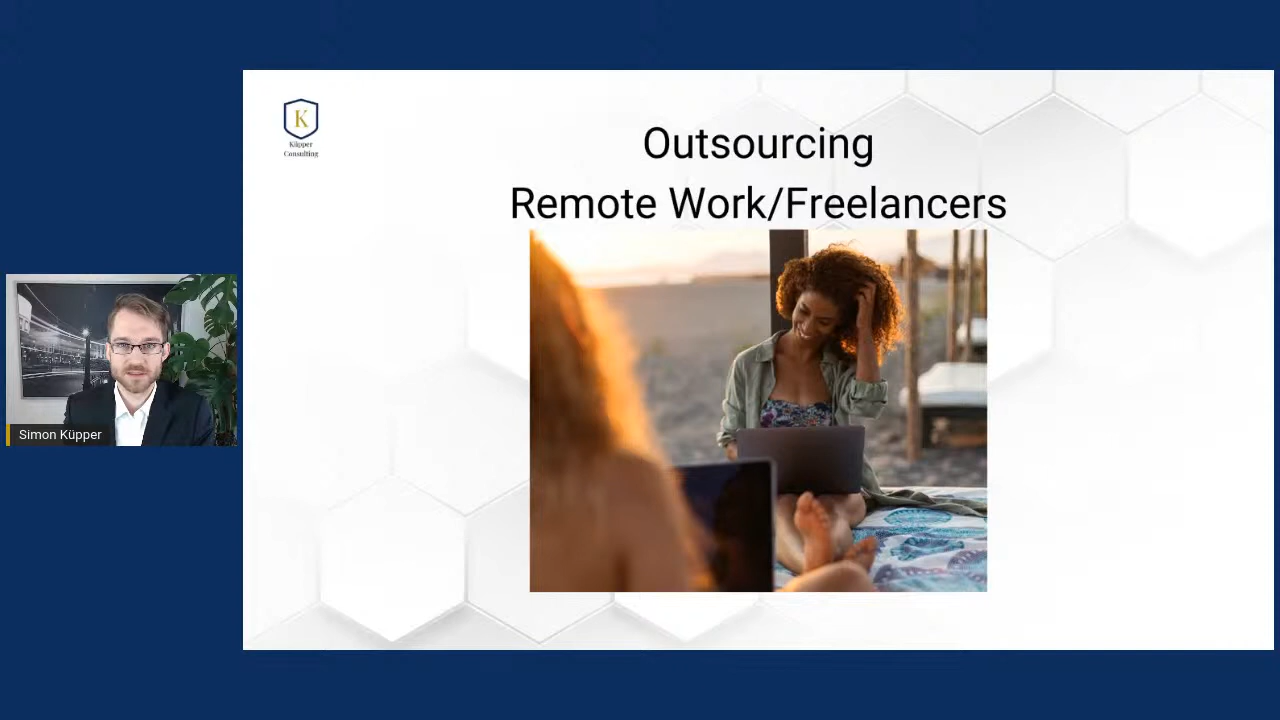 K
Küpper
Consulting
Outsourcing
Remote Work/Freelancers
Simon Küpper